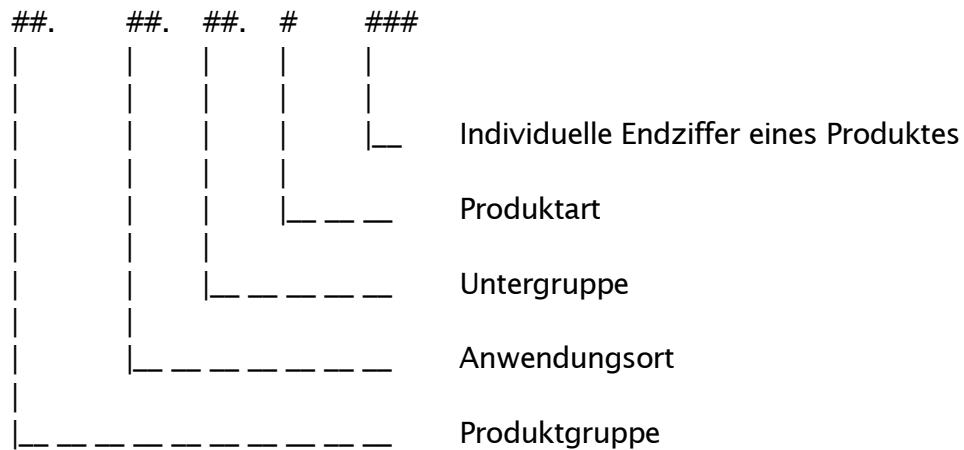 ##. ##. ##. # ###
Individuelle Endziffer eines Produktes
Produktart
Untergruppe
Anwendungsort
Produktgruppe